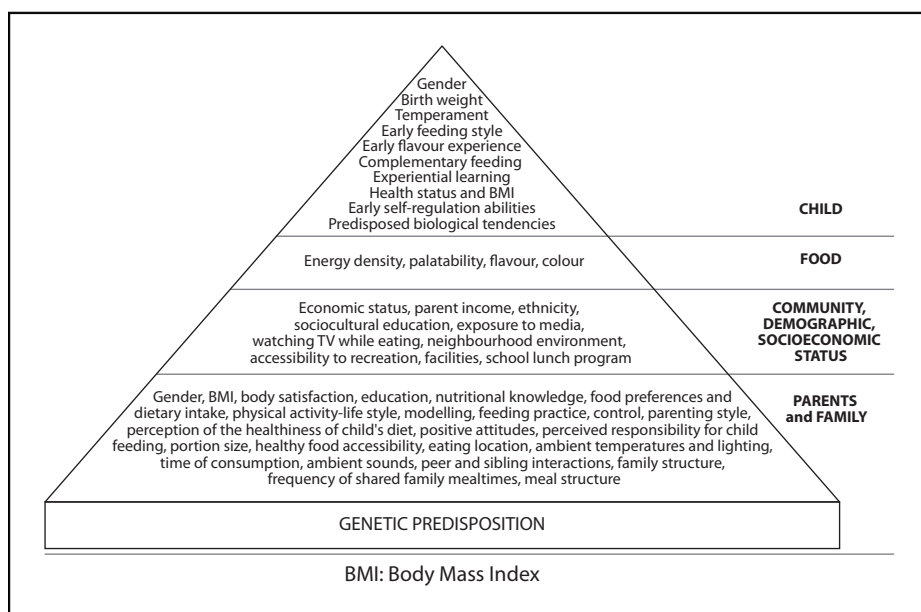 Gender
Birth weight
Temperament
Early feeding style
Early flavour experience
Complementary feeding
Experiential learning
Health status and BMI
Early self-regulation abilities
Predisposed biological tendencies
CHILD
Energy density, palatability, flavour, colour
FOOD
Economic status, parent income, ethnicity,
sociocultural education, exposure to media,
watching TV while eating, neighbourhood environment,
accessibility to recreation, facilities, school lunch program
COMMUNITY,
DEMOGRAPHIC,
SOCIOECONOMIC
STATUS
Gender, BMI, body satisfaction, education, nutritional knowledge, food preferences and
dietary intake, physical activity-life style, modelling, feeding practice, control, parenting style,
perception of the healthiness of child's diet, positive attitudes, perceived responsibility for child
feeding, portion size, healthy food accessibility, eating location, ambient temperatures and lighting,
time of consumption, ambient sounds, peer and sibling interactions, family structure,
frequency of shared family mealtimes, meal structure
PARENTS
and FAMILY
GENETIC PREDISPOSITION
BMI: Body Mass Index